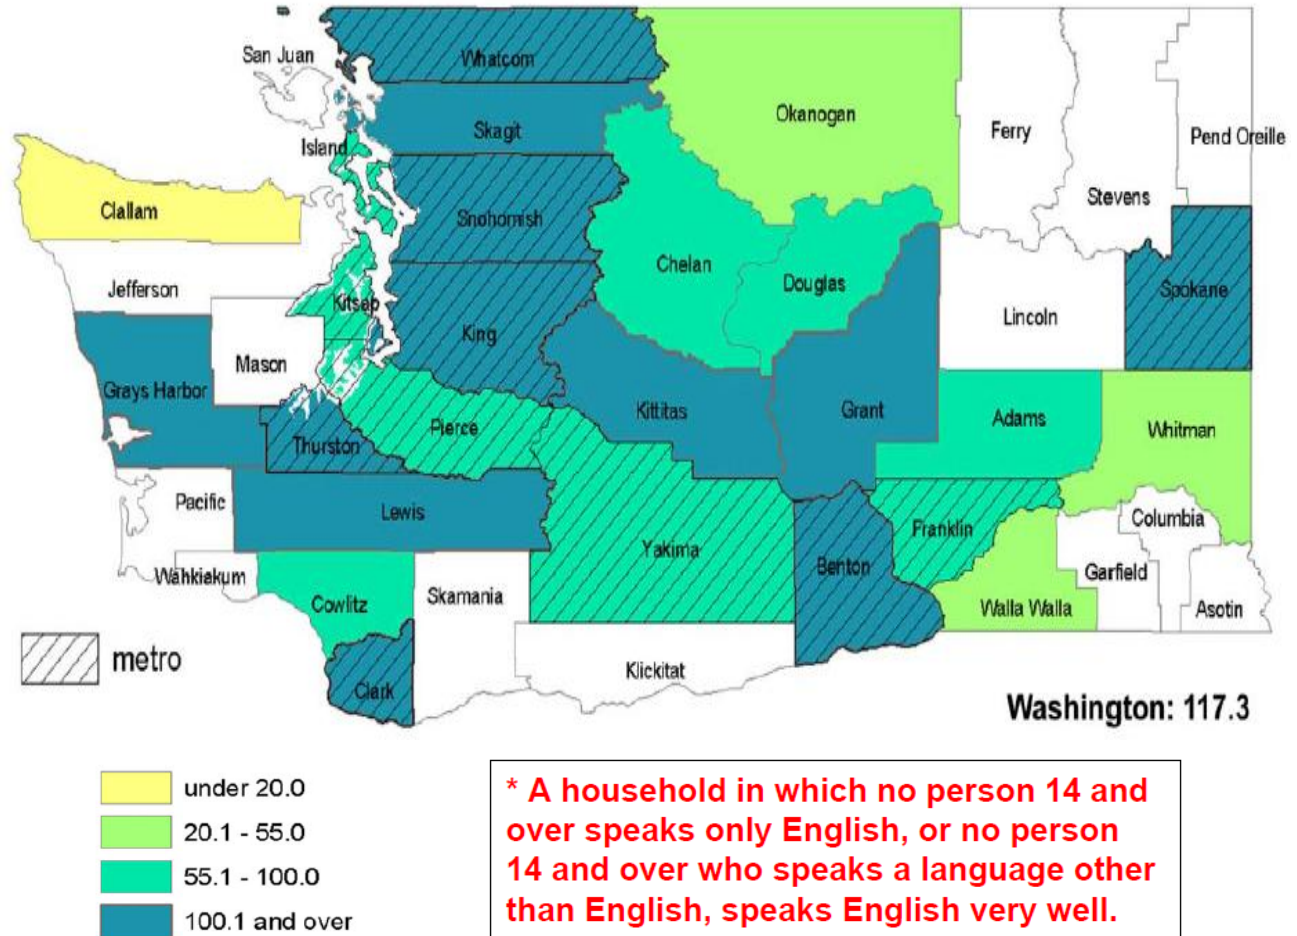 San Juan
Whatcom
Skagit
Island
Okanogan
Ferry
Stevens
Pend Oreille
Clallam
Snohomish
Chelan
Douglas
Jefferson
Kitsap
King
Lincoln
Spokane
Mason
Grays Harbor
Thurston
Pierce
Kittitas
Grant
Adams
Whitman
Pacific
Lewis
Yakima
Benton
Franklin
Columbia
Wahkiakum
Cowlitz
Skamania
Walla Walla
Garfield
Asotin
metro
Clark
Klickitat
Washington: 117.3
under 20.0
20.1 - 55.0
55.1 - 100.0
100.1 and over
* A household in which no person 14 and
over speaks only English, or no person
14 and over who speaks a language other
than English, speaks English very well.